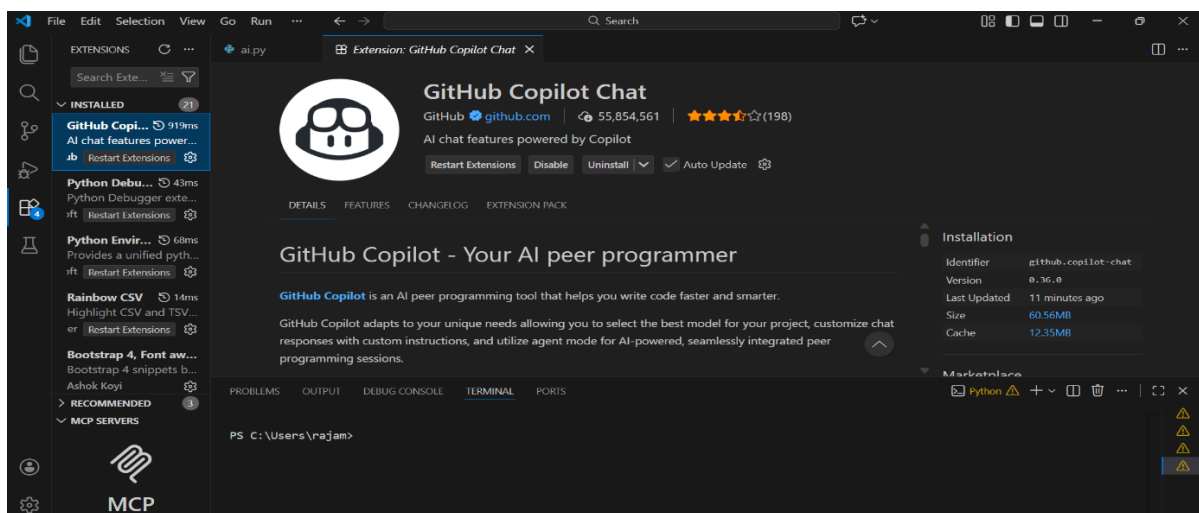 File Edit Selection View Go Run ... Search
EXTENSIONS
ai.py
Extension: GitHub Copilot Chat
Search Exte...
INSTALLED 21
GitHub Copi... 919ms
AI chat features power...
ub Restart Extensions
Python Debu... 43ms
Python Debugger exte...
oft Restart Extensions
Python Envir... 68ms
Provides a unified pyth...
oft Restart Extensions
Rainbow CSV 14ms
Highlight CSV and TSV...
er Restart Extensions
Bootstrap 4, Font aw...
Bootstrap 4 snippets b...
Ashok Koyi
RECOMMENDED 3
MCP SERVERS
MCP
4
GitHub Copilot Chat
GitHub github.com 55,854,561 (198)
AI chat features powered by Copilot
Restart Extensions Disable Uninstall Auto Update
DETAILS FEATURES CHANGELOG EXTENSION PACK
GitHub Copilot - Your AI peer programmer
GitHub Copilot is an AI peer programming tool that helps you write code faster and smarter.
GitHub Copilot adapts to your unique needs allowing you to select the best model for your project, customize chat
responses with custom instructions, and utilize agent mode for AI-powered, seamlessly integrated peer
programming sessions.
Installation
Identifier github.copilot-chat
Version 0.36.0
Last Updated 11 minutes ago
Size 60.56MB
Cache 12.35MB
Marketplace
PROBLEMS OUTPUT DEBUG CONSOLE TERMINAL PORTS
Python
PS C:\Users\rajam>